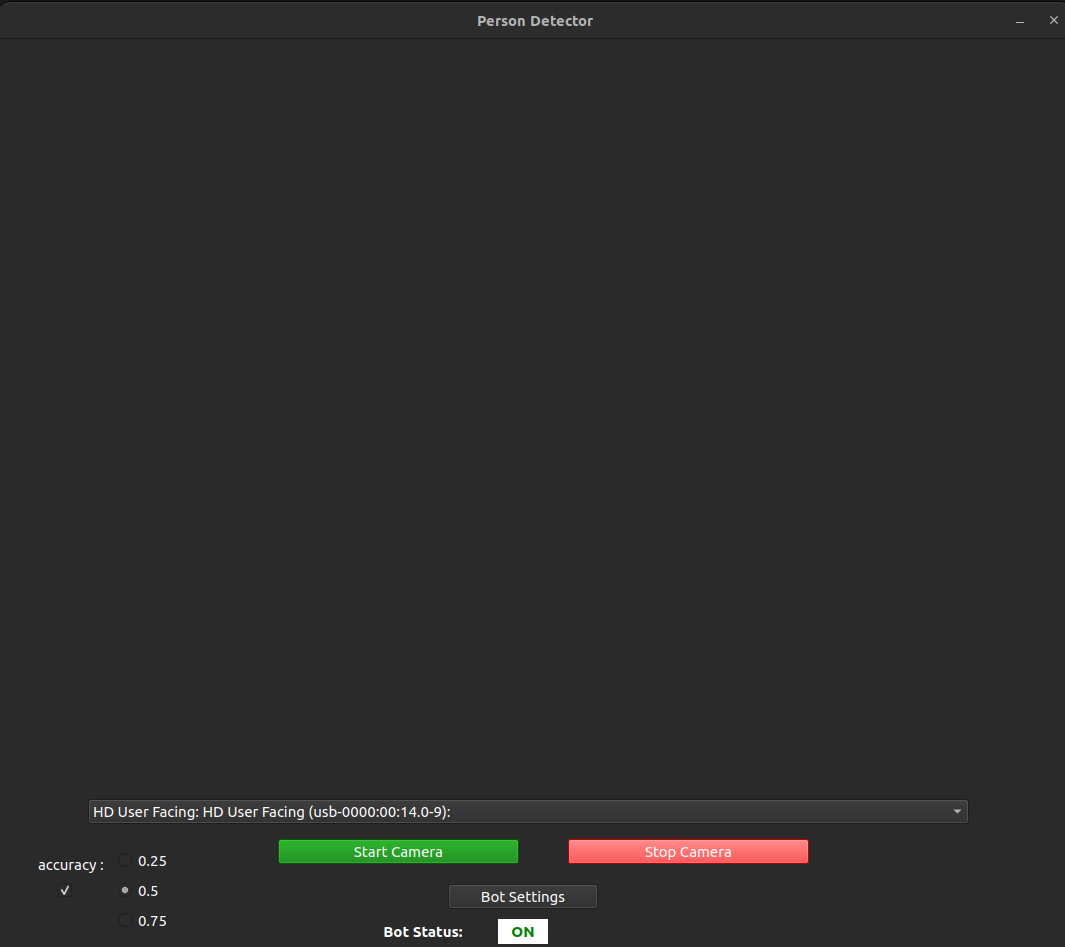 Person Detector
HD User Facing: HD User Facing (usb-0000:00:14.0-9):
Start Camera
Stop Camera
accuracy :
0.25
0.5
0.75
Bot Settings
Bot Status:
ON